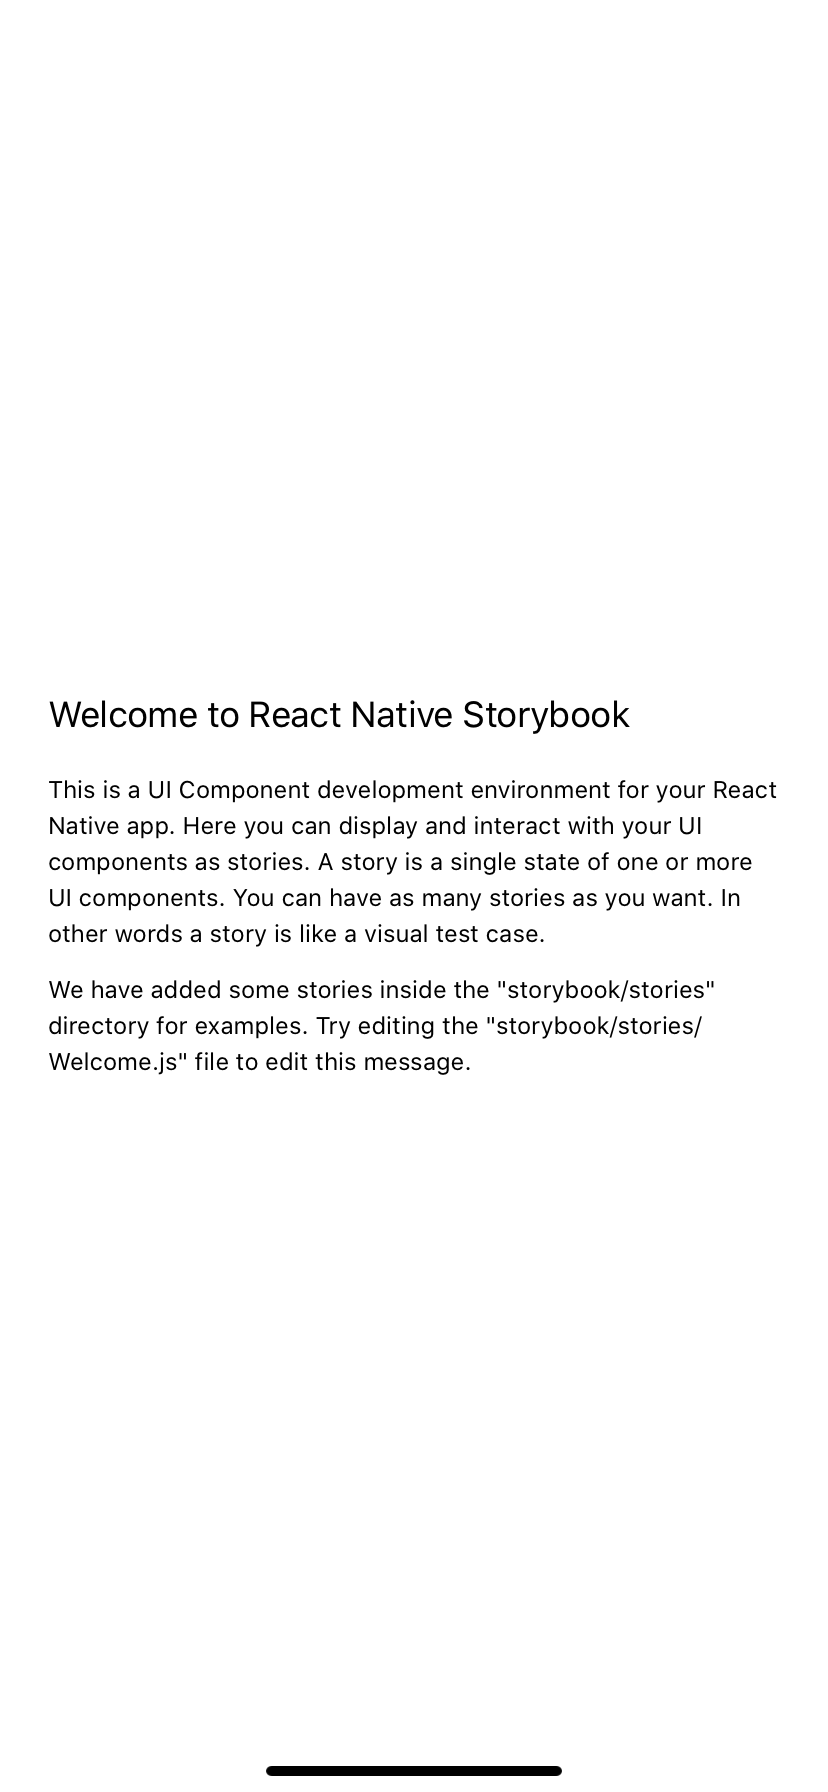 Welcome to React Native Storybook
This is a UI Component development environment for your React
Native app. Here you can display and interact with your UI
components as stories. A story is a single state of one or more
UI components. You can have as many stories as you want. In
other words a story is like a visual test case.
We have added some stories inside the "storybook/stories"
directory for examples. Try editing the "storybook/stories/
Welcome.js" file to edit this message.